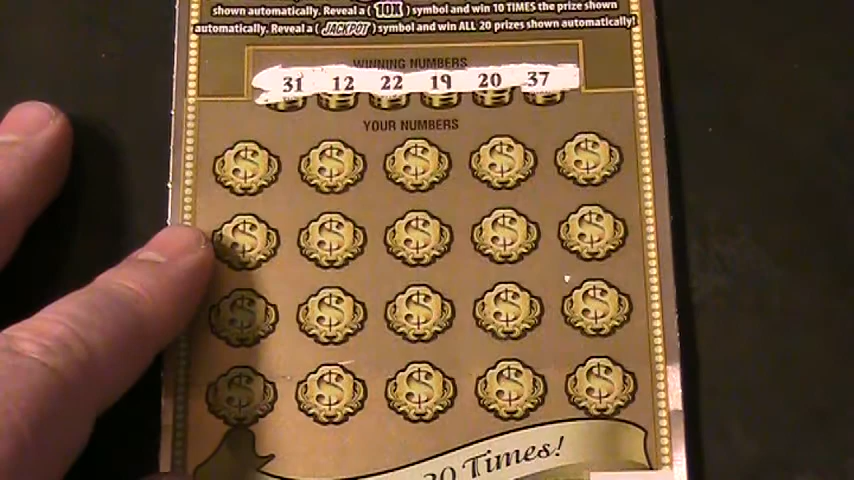 shown automatically. Reveal a ( 10X ) symbol and win 10 TIMES the prize shown
automatically. Reveal a ( JACKPOT ) symbol and win ALL 20 prizes shown automatically!
WINNING NUMBERS
31 12 22 19 20 37
YOUR NUMBERS
$ $ $ $ $
$ $ $ $ $
$ $ $ $ $
$ $ $ $ $
20 Times!